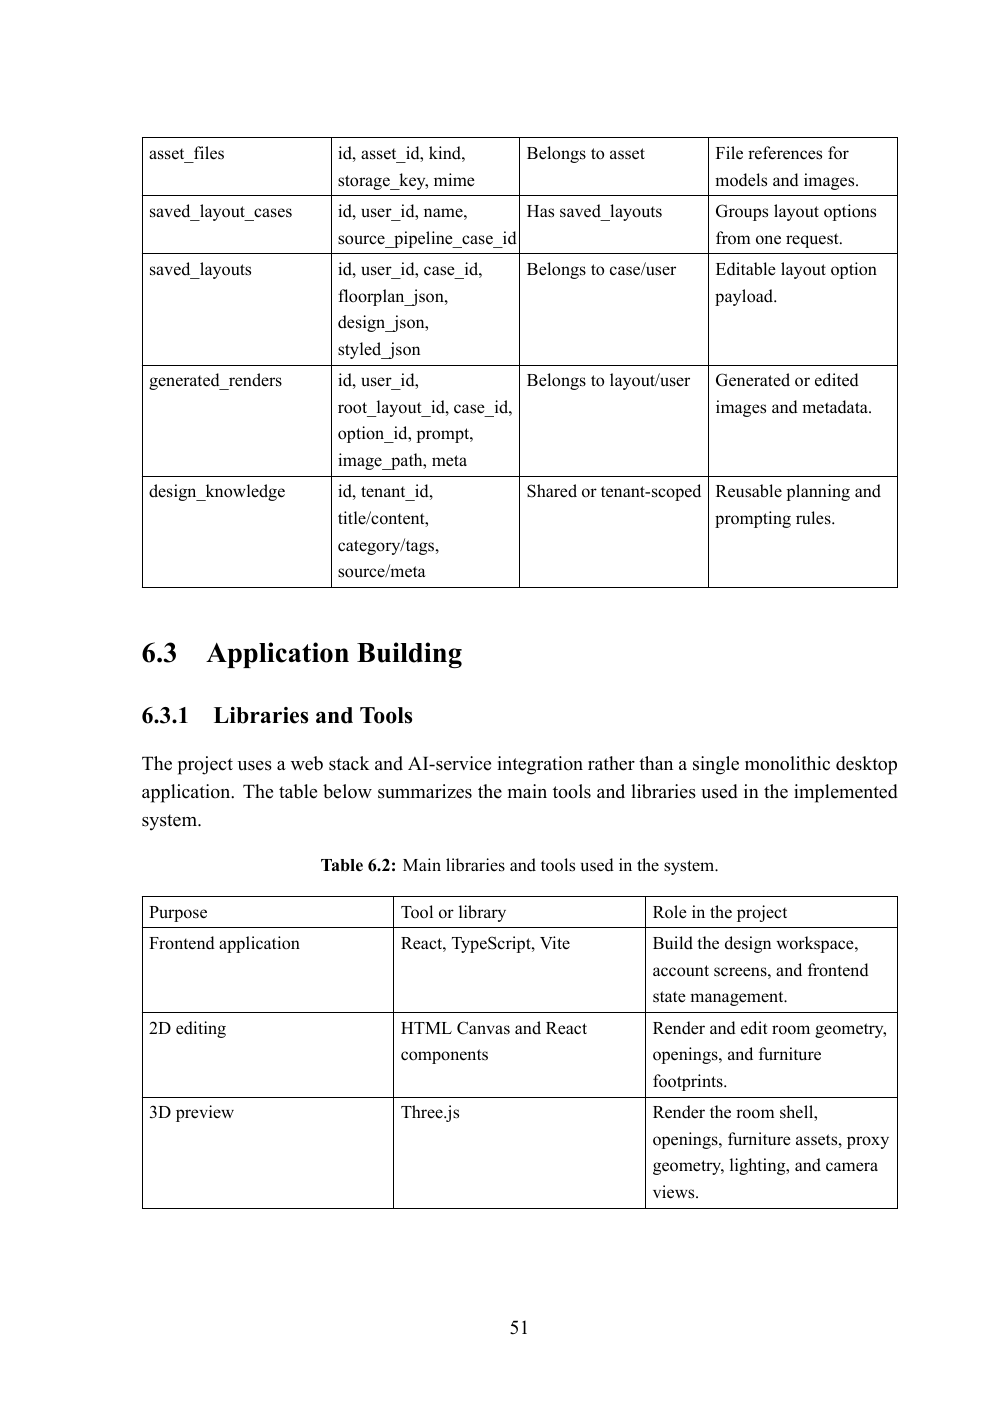 asset_files
id, asset_id, kind,
storage_key, mime
Belongs to asset
File references for
models and images.
saved_layout_cases
id, user_id, name,
source_pipeline_case_id
Has saved_layouts
Groups layout options
from one request.
saved_layouts
id, user_id, case_id,
floorplan_json,
design_json,
styled_json
Belongs to case/user
Editable layout option
payload.
generated_renders
id, user_id,
root_layout_id, case_id,
option_id, prompt,
image_path, meta
Belongs to layout/user
Generated or edited
images and metadata.
design_knowledge
id, tenant_id,
title/content,
category/tags,
source/meta
Shared or tenant-scoped
Reusable planning and
prompting rules.
6.3 Application Building
6.3.1 Libraries and Tools
The project uses a web stack and AI-service integration rather than a single monolithic desktop
application. The table below summarizes the main tools and libraries used in the implemented
system.
Table 6.2: Main libraries and tools used in the system.
Purpose
Tool or library
Role in the project
Frontend application
React, TypeScript, Vite
Build the design workspace,
account screens, and frontend
state management.
2D editing
HTML Canvas and React
components
Render and edit room geometry,
openings, and furniture
footprints.
3D preview
Three.js
Render the room shell,
openings, furniture assets, proxy
geometry, lighting, and camera
views.
51